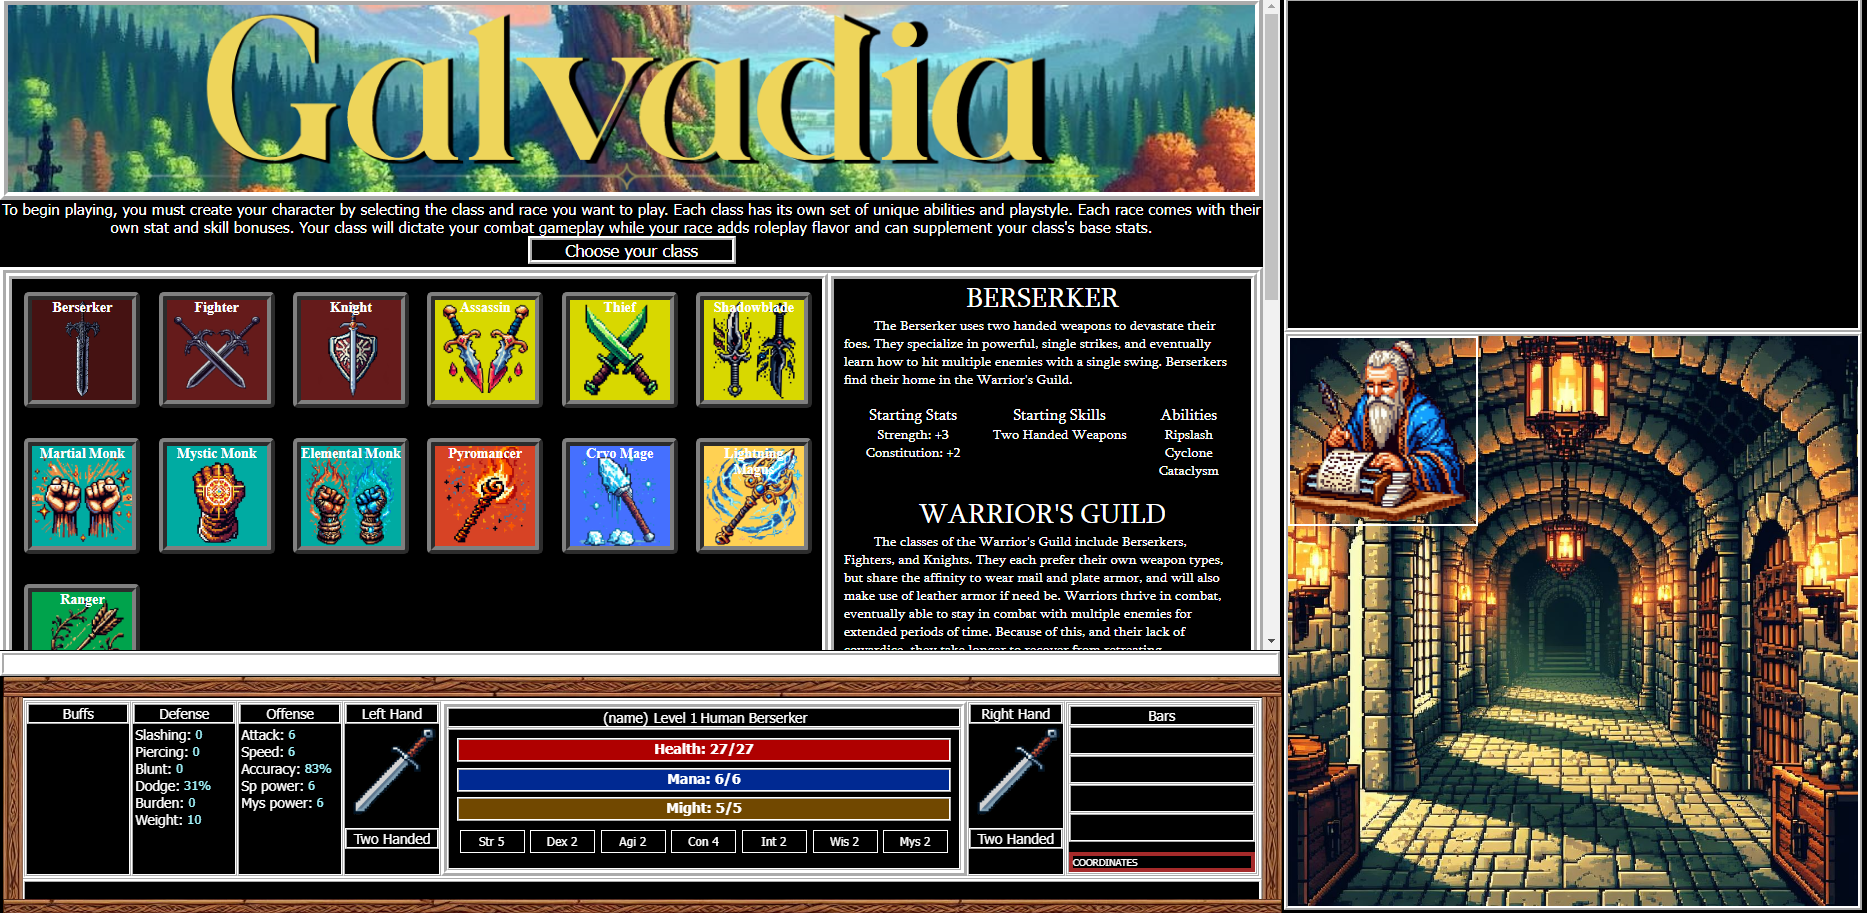 Galvadia
To begin playing, you must create your character by selecting the class and race you want to play. Each class has its own set of unique abilities and playstyle. Each race comes with their
own stat and skill bonuses. Your class will dictate your combat gameplay while your race adds roleplay flavor and can supplement your class's base stats.
Choose your class
Berserker
Fighter
Knight
Assassin
Thief
Shadowblade
Martial Monk
Mystic Monk
Elemental Monk
Pyromancer
Cryo Mage
Lightning
Magus
Ranger
BERSERKER
The Berserker uses two handed weapons to devastate their
foes. They specialize in powerful, single strikes, and eventually
learn how to hit multiple enemies with a single swing. Berserkers
find their home in the Warrior's Guild.
Starting Stats
Strength: +3
Constitution: +2
Starting Skills
Two Handed Weapons
Abilities
Ripslash
Cyclone
Cataclysm
WARRIOR'S GUILD
The classes of the Warrior's Guild include Berserkers,
Fighters, and Knights. They each prefer their own weapon types,
but share the affinity to wear mail and plate armor, and will also
make use of leather armor if need be. Warriors thrive in combat,
eventually able to stay in combat with multiple enemies for
extended periods of time. Because of this, and their lack of
cowardice, they take longer to recover from retreating.
Buffs
Defense
Slashing: 0
Piercing: 0
Blunt: 0
Dodge: 31%
Burden: 0
Weight: 10
Offense
Attack: 6
Speed: 6
Accuracy: 83%
Sp power: 6
Mys power: 6
Left Hand
Two Handed
(name) Level 1 Human Berserker
Health: 27/27
Mana: 6/6
Might: 5/5
Str 5
Dex 2
Agi 2
Con 4
Int 2
Wis 2
Mys 2
Right Hand
Two Handed
Bars
COORDINATES